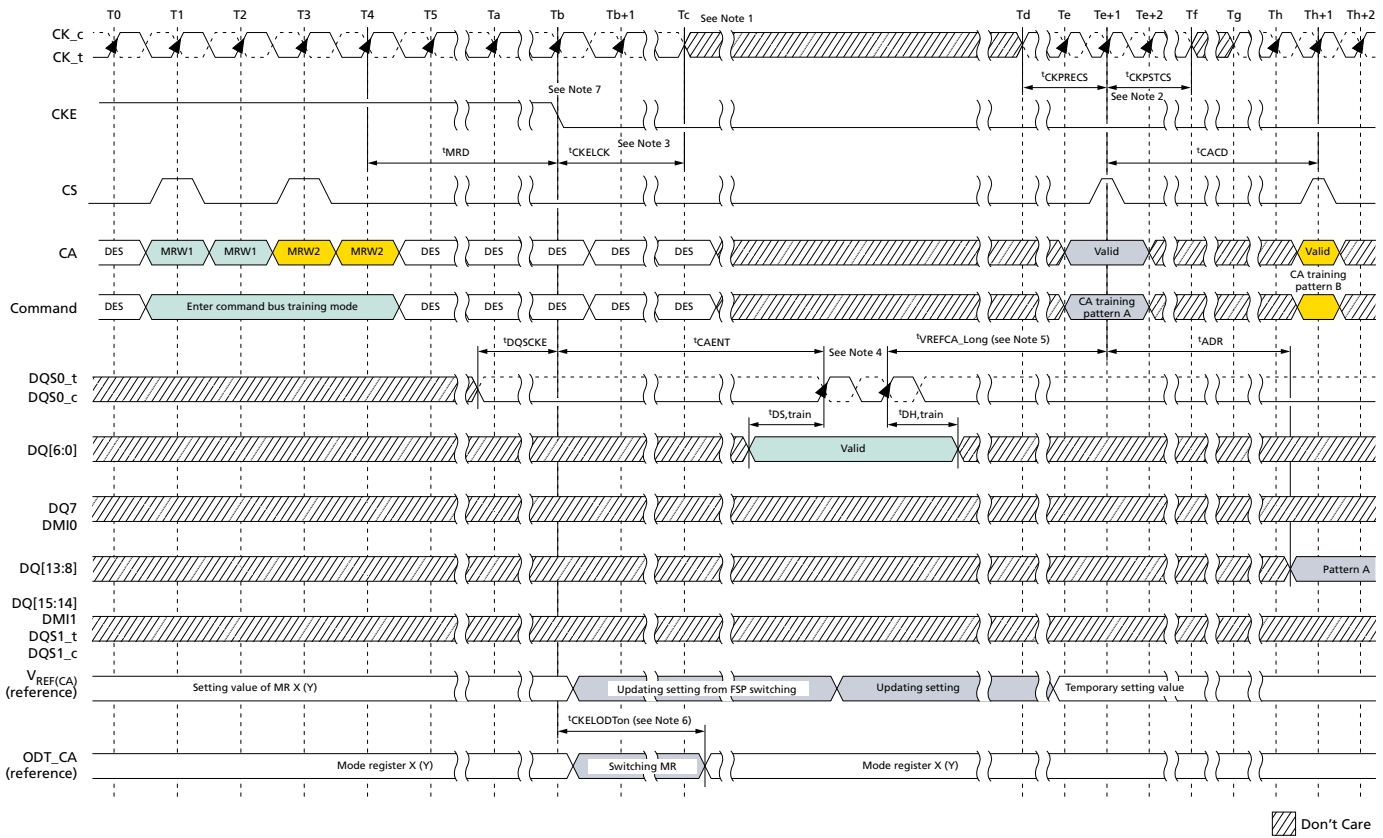 T0 T1 T2 T3 T4 T5 Ta Tb Tb+1 Tc See Note 1 Td Te Te+1 Te+2 Tf Tg Th Th+1 Th+2
CK_c
CK_t
tCKPRECS tCKPSTCS
See Note 7 See Note 2
CKE
See Note 3
tMRD tCKELCK tCACD
CS
CA DES MRW1 MRW1 MRW2 MRW2 DES DES DES DES DES Valid Valid
CA training
pattern B
Command DES Enter command bus training mode DES DES DES DES DES CA training
pattern A
tDQSCKE tCAENT See Note 4 tVREFCA_Long (see Note 5) tADR
DQS0_t
DQS0_c
tDS,train tDH,train
DQ[6:0] Valid
DQ7
DMI0
DQ[13:8] Pattern A
DQ[15:14]
DMI1
DQS1_t
DQS1_c
VREF(CA)
(reference) Setting value of MR X (Y) Updating setting from FSP switching Updating setting Temporary setting value
tCKELODTon (see Note 6)
ODT_CA
(reference) Mode register X (Y) Switching MR Mode register X (Y)
Don't Care